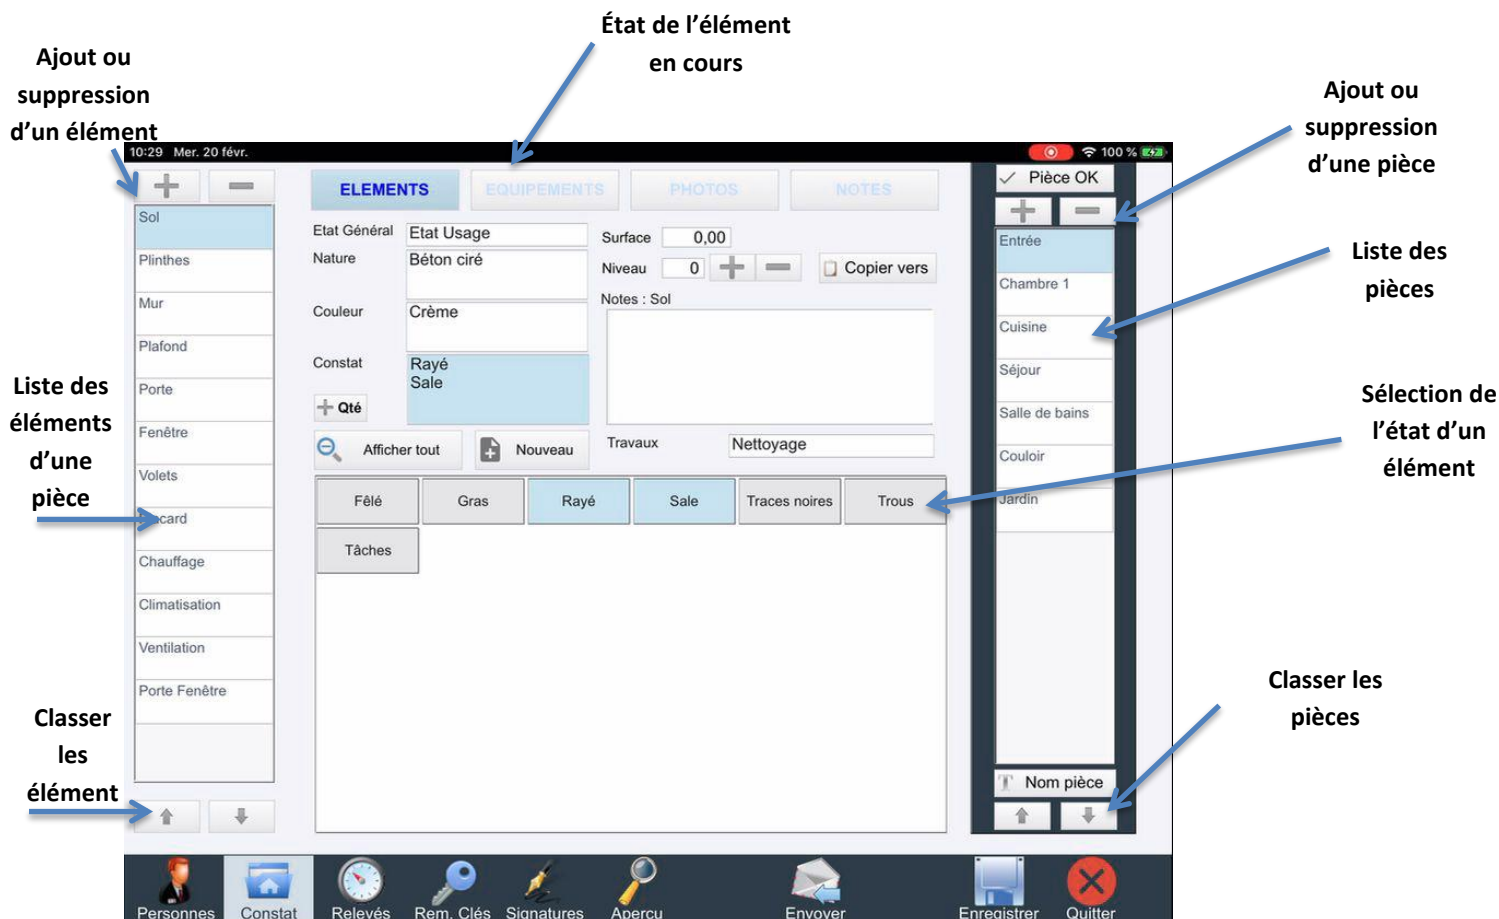 État de l’élément
en cours
Ajout ou
suppression
d’un élément
Ajout ou
suppression
d’une pièce
10:29 Mer. 20 févr.
100 %
ELEMENTS
EQUIPEMENTS
PHOTOS
NOTES
Pièce OK
Sol
Plinthes
Mur
Plafond
Porte
Fenêtre
Volets
Chauffage
Climatisation
Ventilation
Porte Fenêtre
Etat Général
Etat Usage
Nature
Béton ciré
Couleur
Crème
Constat
Rayé
Sale
Qté
Afficher tout
Nouveau
Surface 0,00
Niveau 0
Copier vers
Notes : Sol
Travaux
Nettoyage
Fêlé
Gras
Rayé
Sale
Traces noires
Trous
Tâches
Entrée
Chambre 1
Cuisine
Séjour
Salle de bains
Couloir
Jardin
Nom pièce
Liste des
pièces
Liste des
éléments
d’une
pièce
Sélection de
l’état d’un
élément
Classer
les
élément
Classer les
pièces
Personnes
Constat
Relevés
Rem. Clés
Signatures
Aperçu
Envoyer
Enregistrer
Quitter